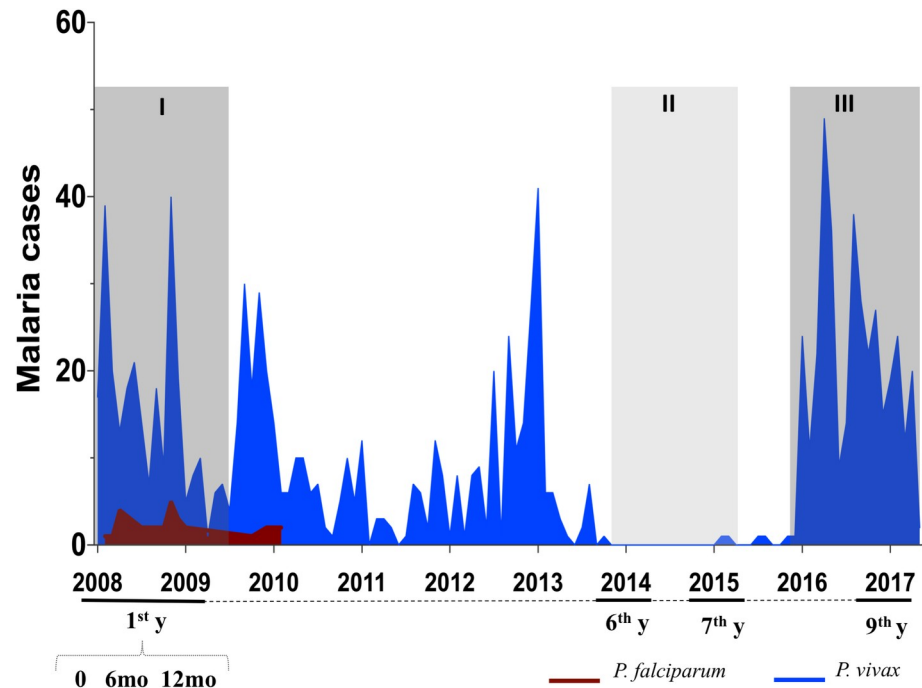 60
I
II
III
40
Malaria cases
20
0
2008 2009 2010 2011 2012 2013 2014 2015 2016 2017
1st y 6th y 7th y 9th y
0 6mo 12mo
P. falciparum P. vivax